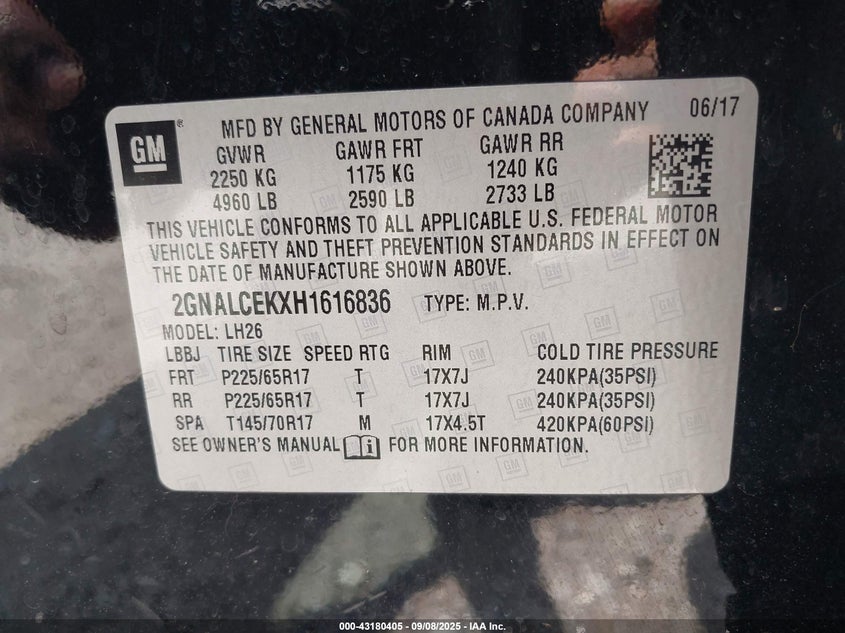 GM ®
MFD BY GENERAL MOTORS OF CANADA COMPANY 06/17
GVWR GAWR FRT GAWR RR
2250 KG 1175 KG 1240 KG
4960 LB 2590 LB 2733 LB
THIS VEHICLE CONFORMS TO ALL APPLICABLE U.S. FEDERAL MOTOR
VEHICLE SAFETY AND THEFT PREVENTION STANDARDS IN EFFECT ON
THE DATE OF MANUFACTURE SHOWN ABOVE.
2GNALCEKXH1616836 TYPE: M.P.V.
MODEL: LH26
LBBJ TIRE SIZE SPEED RTG RIM COLD TIRE PRESSURE
FRT P225/65R17 T 17X7J 240KPA(35PSI)
RR P225/65R17 T 17X7J 240KPA(35PSI)
SPA T145/70R17 M 17X4.5T 420KPA(60PSI)
SEE OWNER'S MANUAL i FOR MORE INFORMATION.
000-43180405 - 09/08/2025 - IAA Inc.